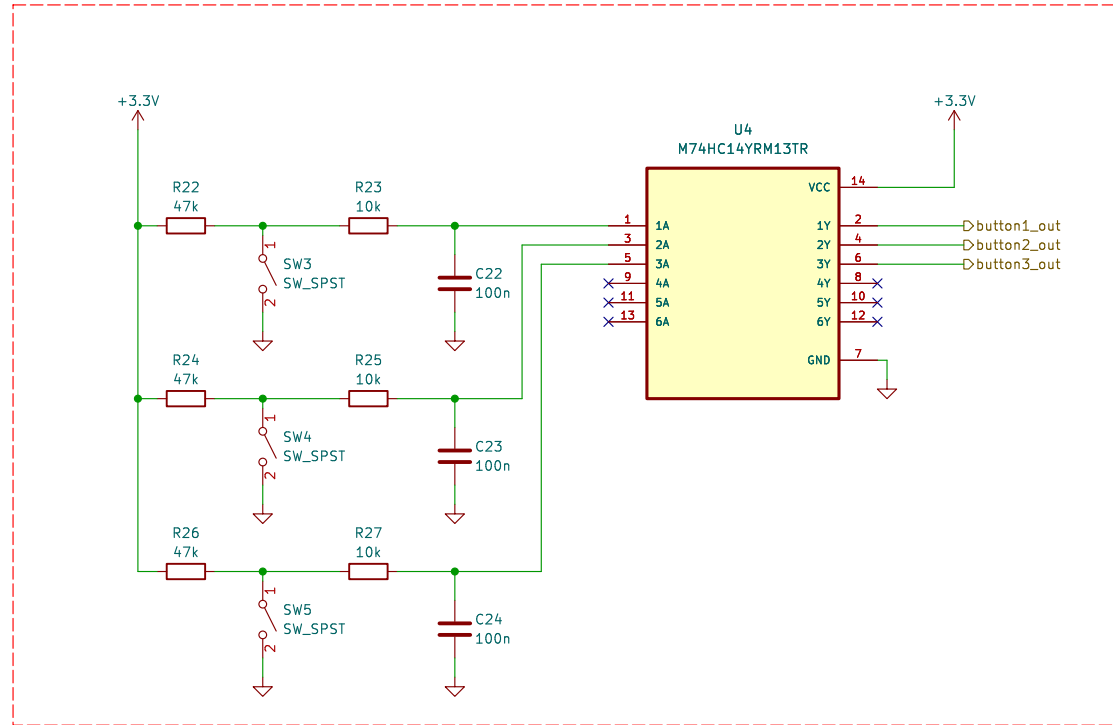 +3.3V
+3.3V
U4
M74HC14YRM13TR
R22
47k
R23
10k
VCC 14
1 1A
1Y 2
button1_out
3 2A
2Y 4
button2_out
5 3A
3Y 6
button3_out
9 4A
4Y 8
11 5A
5Y 10
13 6A
6Y 12
GND 7
1
SW3
SW_SPST
2
C22
100n
R24
47k
R25
10k
1
SW4
SW_SPST
2
C23
100n
R26
47k
R27
10k
1
SW5
SW_SPST
2
C24
100n